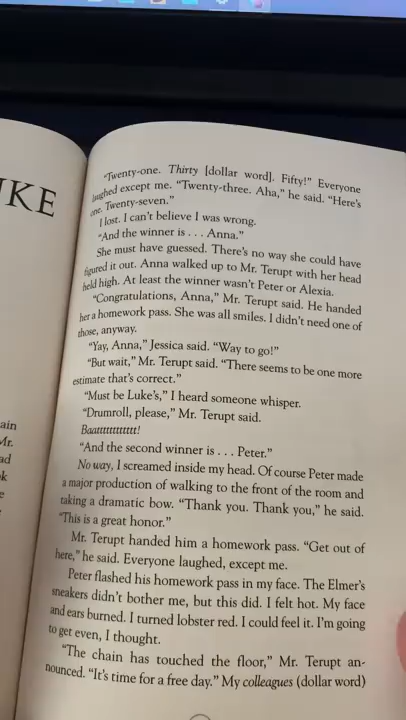 UKE
"Twenty-one. Thirty [dollar word]. Fifty!" Everyone
laughed except me. "Twenty-three. Aha," he said. "Here's
one. Twenty-seven."
I lost. I can't believe I was wrong.
"And the winner is . . . Anna."
She must have guessed. There's no way she could have
figured it out. Anna walked up to Mr. Terupt with her head
held high. At least the winner wasn't Peter or Alexia.
"Congratulations, Anna," Mr. Terupt said. He handed
her a homework pass. She was all smiles. I didn't need one of
those, anyway.
"Yay, Anna," Jessica said. "Way to go!"
"But wait," Mr. Terupt said. "There seems to be one more
estimate that's correct."
"Must be Luke's," I heard someone whisper.
"Drumroll, please," Mr. Terupt said.
Baattttttttttttt!
"And the second winner is . . . Peter."
No way, I screamed inside my head. Of course Peter made
a major production of walking to the front of the room and
taking a dramatic bow. "Thank you. Thank you," he said.
"This is a great honor."
Mr. Terupt handed him a homework pass. "Get out of
here," he said. Everyone laughed, except me.
Peter flashed his homework pass in my face. The Elmer's
sneakers didn't bother me, but this did. I felt hot. My face
and ears burned. I turned lobster red. I could feel it. I'm going
to get even, I thought.
"The chain has touched the floor," Mr. Terupt an-
nounced. "It's time for a free day." My colleagues (dollar word)